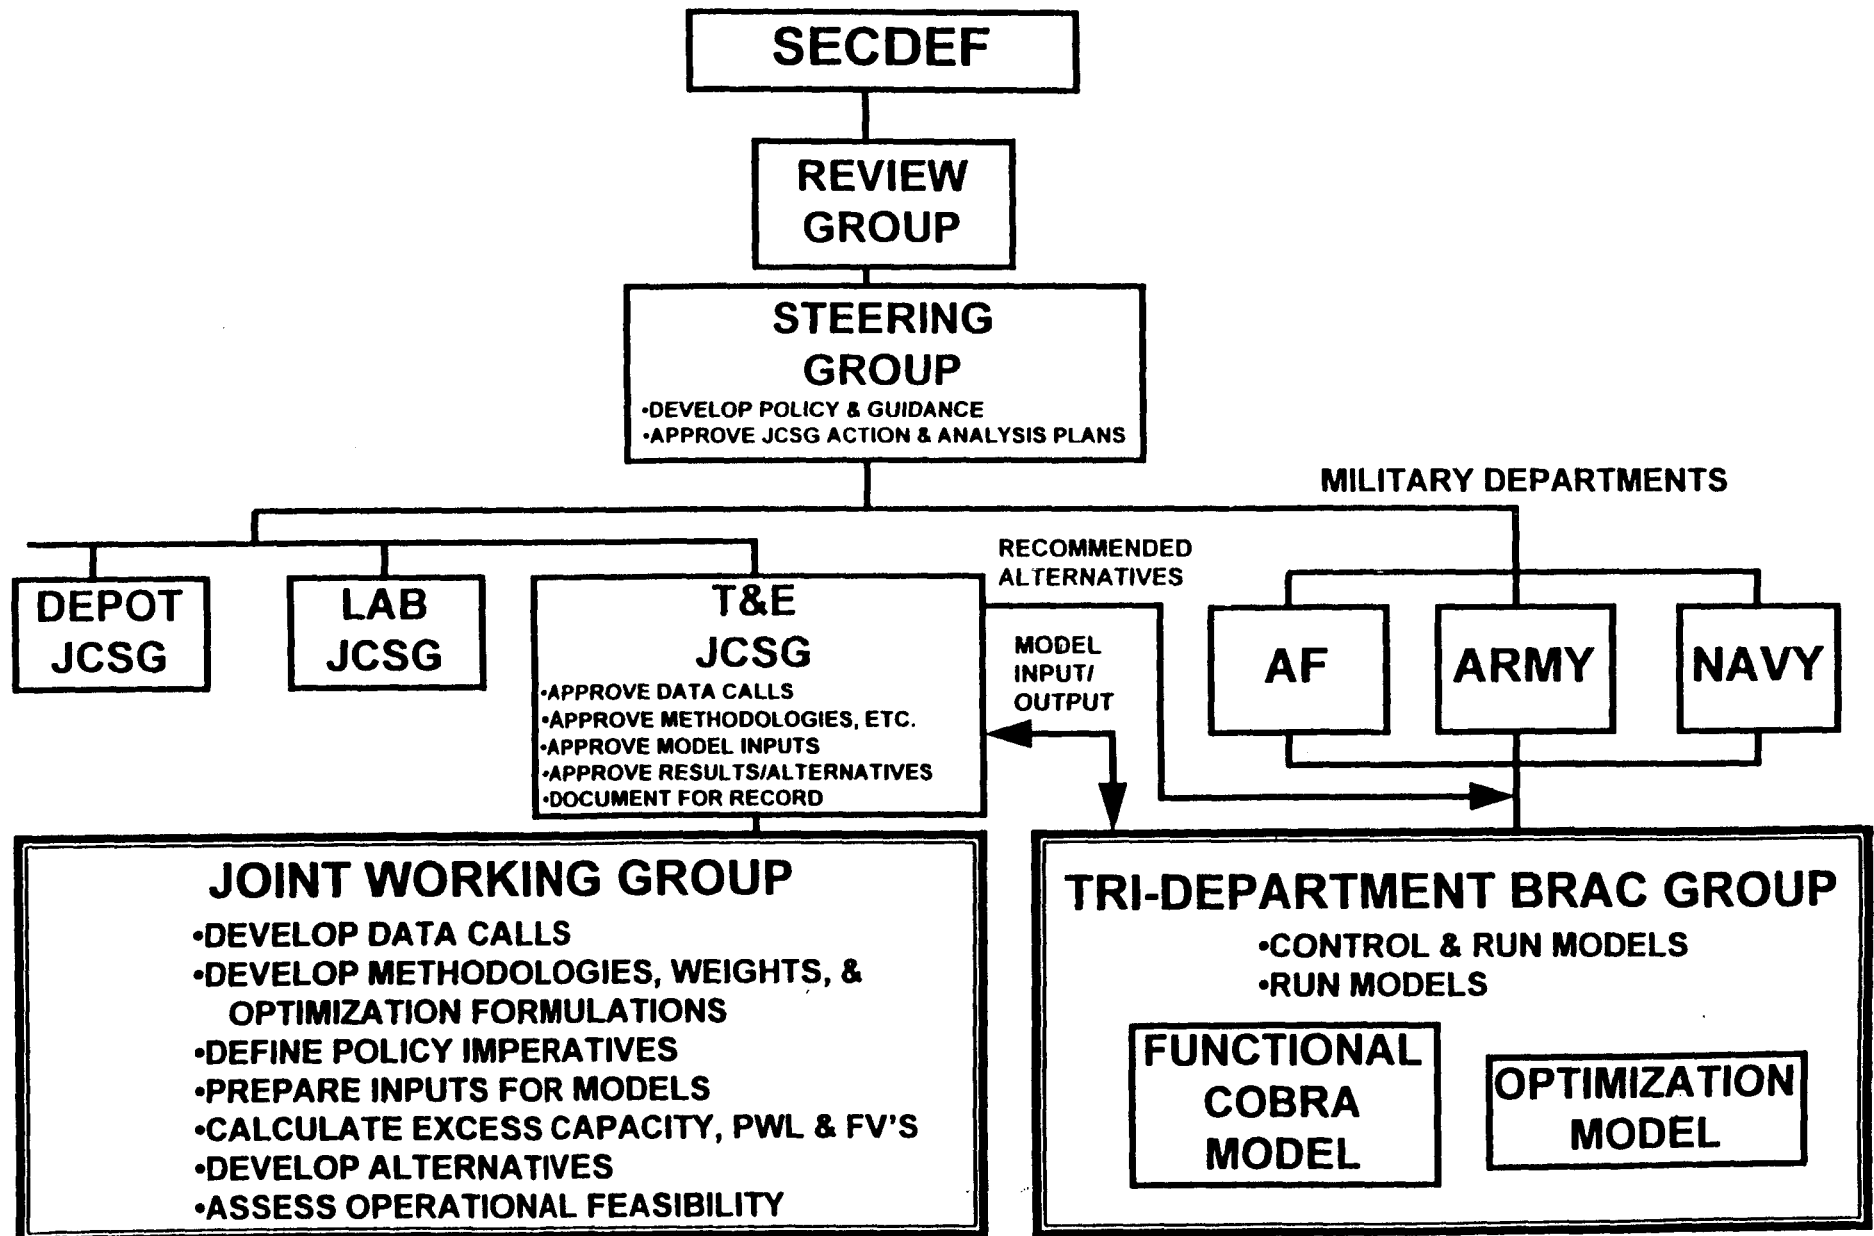 SECDEF
REVIEW
GROUP
STEERING
GROUP
•DEVELOP POLICY & GUIDANCE
•APPROVE JCSG ACTION & ANALYSIS PLANS
MILITARY DEPARTMENTS
DEPOT
JCSG
LAB
JCSG
T&E
JCSG
•APPROVE DATA CALLS
•APPROVE METHODOLOGIES, ETC.
•APPROVE MODEL INPUTS
•APPROVE RESULTS/ALTERNATIVES
•DOCUMENT FOR RECORD
RECOMMENDED
ALTERNATIVES
MODEL
INPUT/
OUTPUT
AF
ARMY
NAVY
JOINT WORKING GROUP
•DEVELOP DATA CALLS
•DEVELOP METHODOLOGIES, WEIGHTS, &
OPTIMIZATION FORMULATIONS
•DEFINE POLICY IMPERATIVES
•PREPARE INPUTS FOR MODELS
•CALCULATE EXCESS CAPACITY, PWL & FV'S
•DEVELOP ALTERNATIVES
•ASSESS OPERATIONAL FEASIBILITY
TRI-DEPARTMENT BRAC GROUP
•CONTROL & RUN MODELS
•RUN MODELS
FUNCTIONAL
COBRA
MODEL
OPTIMIZATION
MODEL